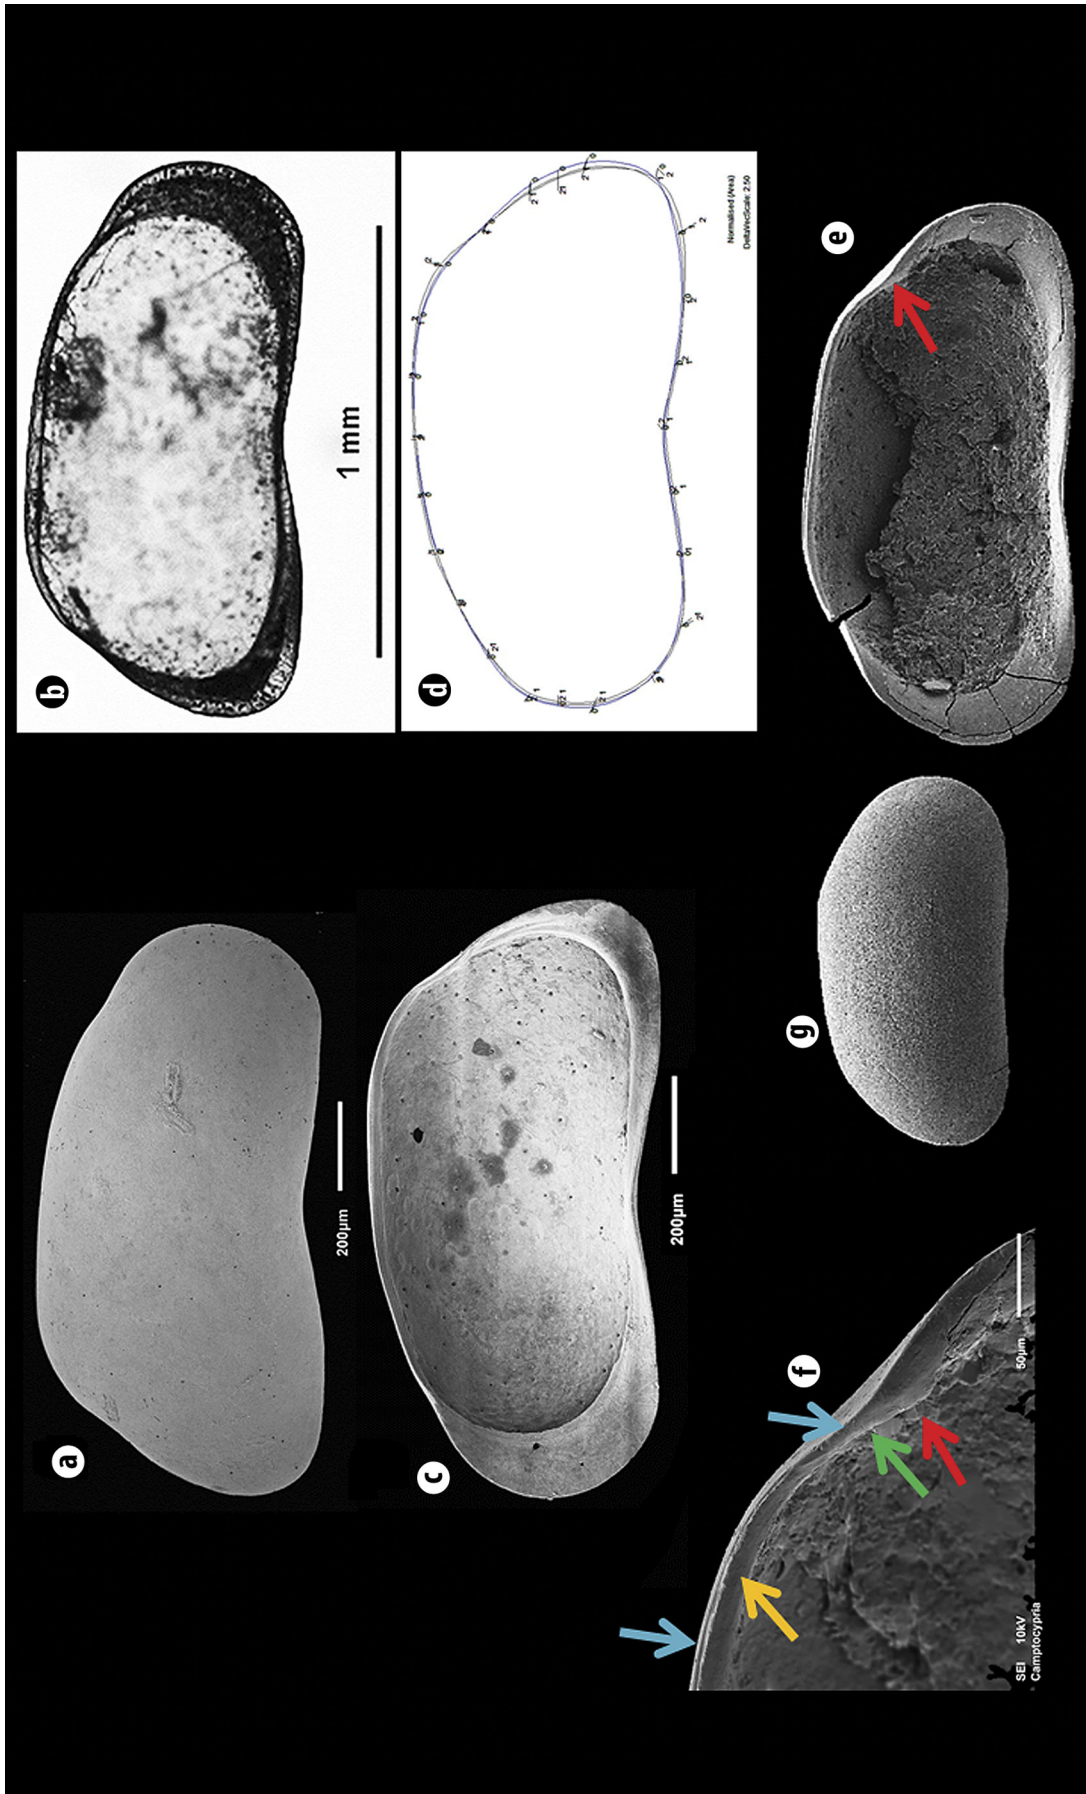 a
200µm
b
1 mm
c
200µm
d
Normalised (Area)
DeltaVecScale: 2.50
e
f
50µm
SEI 10kV
Camptocypria
g